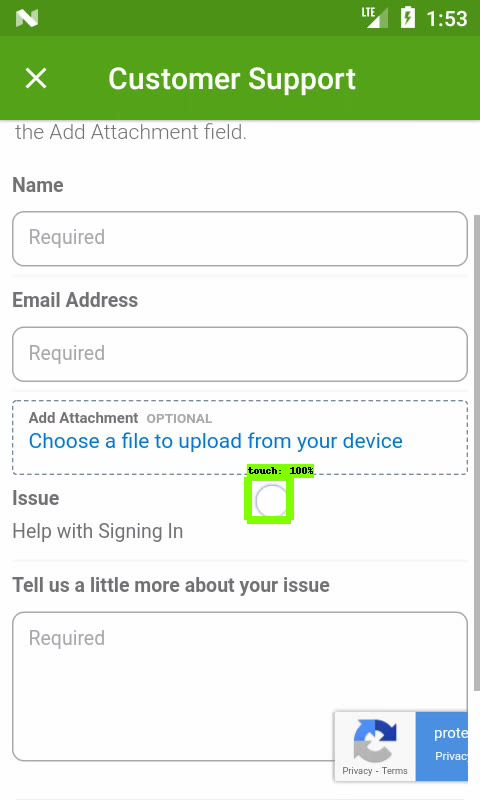 LTE 1:53
Customer Support
the Add Attachment field.
Name
Required
Email Address
Required
Add Attachment OPTIONAL
Choose a file to upload from your device
touch: 100%
Issue
Help with Signing In
Tell us a little more about your issue
Required
prote
Privacy - Terms
Privac